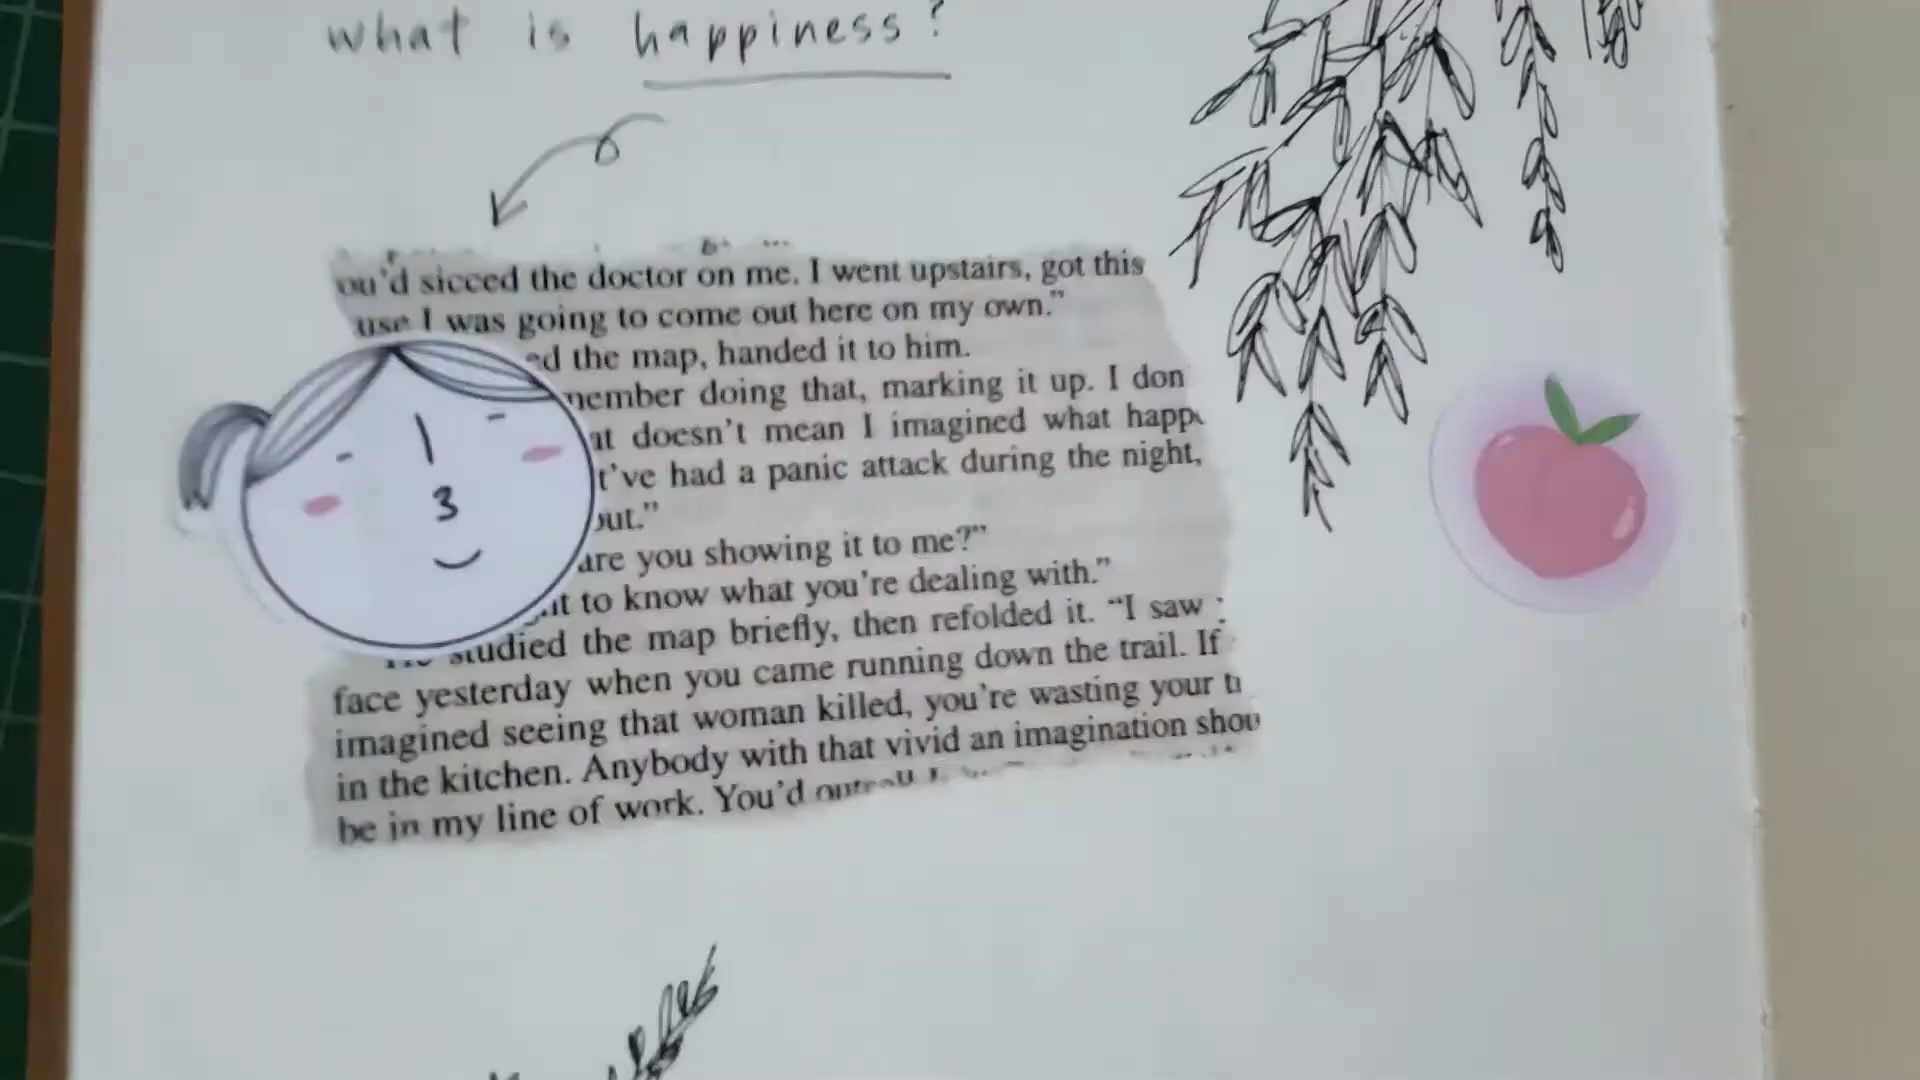 what is happiness?
ou'd sicced the doctor on me. I went upstairs, got this
use I was going to come out here on my own."
ed the map, handed it to him.
nember doing that, marking it up. I don
at doesn't mean I imagined what happ
t've had a panic attack during the night,
out."
are you showing it to me?"
to know what you're dealing with."
studied the map briefly, then refolded it. "I saw
face yesterday when you came running down the trail. If
imagined seeing that woman killed, you're wasting your
in the kitchen. Anybody with that vivid an imagination shou
be in my line of work. You'd